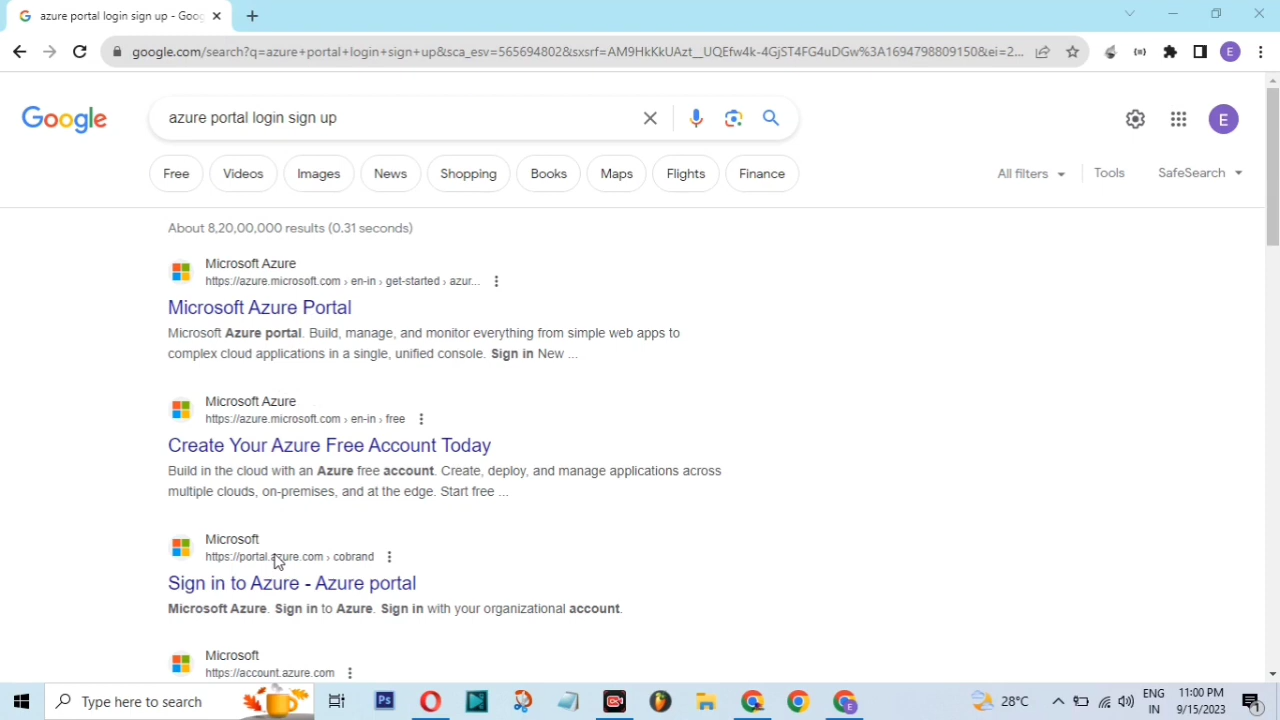 azure portal login sign up - Goog
google.com/search?q=azure+portal+login+sign+up&sca_esv=565694802&sxsrf=AM9HkKkUAzt__UQEfw4k-4GjST4FG4uDGw%3A1694798809150&ei=2...
E
Google
azure portal login sign up
E
Free
Videos
Images
News
Shopping
Books
Maps
Flights
Finance
All filters
Tools
SafeSearch
About 8,20,00,000 results (0.31 seconds)
Microsoft Azure
https://azure.microsoft.com › en-in › get-started › azur...
Microsoft Azure Portal
Microsoft Azure portal. Build, manage, and monitor everything from simple web apps to
complex cloud applications in a single, unified console. Sign in New ...
Microsoft Azure
https://azure.microsoft.com › en-in › free
Create Your Azure Free Account Today
Build in the cloud with an Azure free account. Create, deploy, and manage applications across
multiple clouds, on-premises, and at the edge. Start free ...
Microsoft
https://portal.azure.com › cobrand
Sign in to Azure - Azure portal
Microsoft Azure. Sign in to Azure. Sign in with your organizational account.
Microsoft
https://account.azure.com
Type here to search
Ps
E
28°C
ENG
IN
11:00 PM
9/15/2023
1